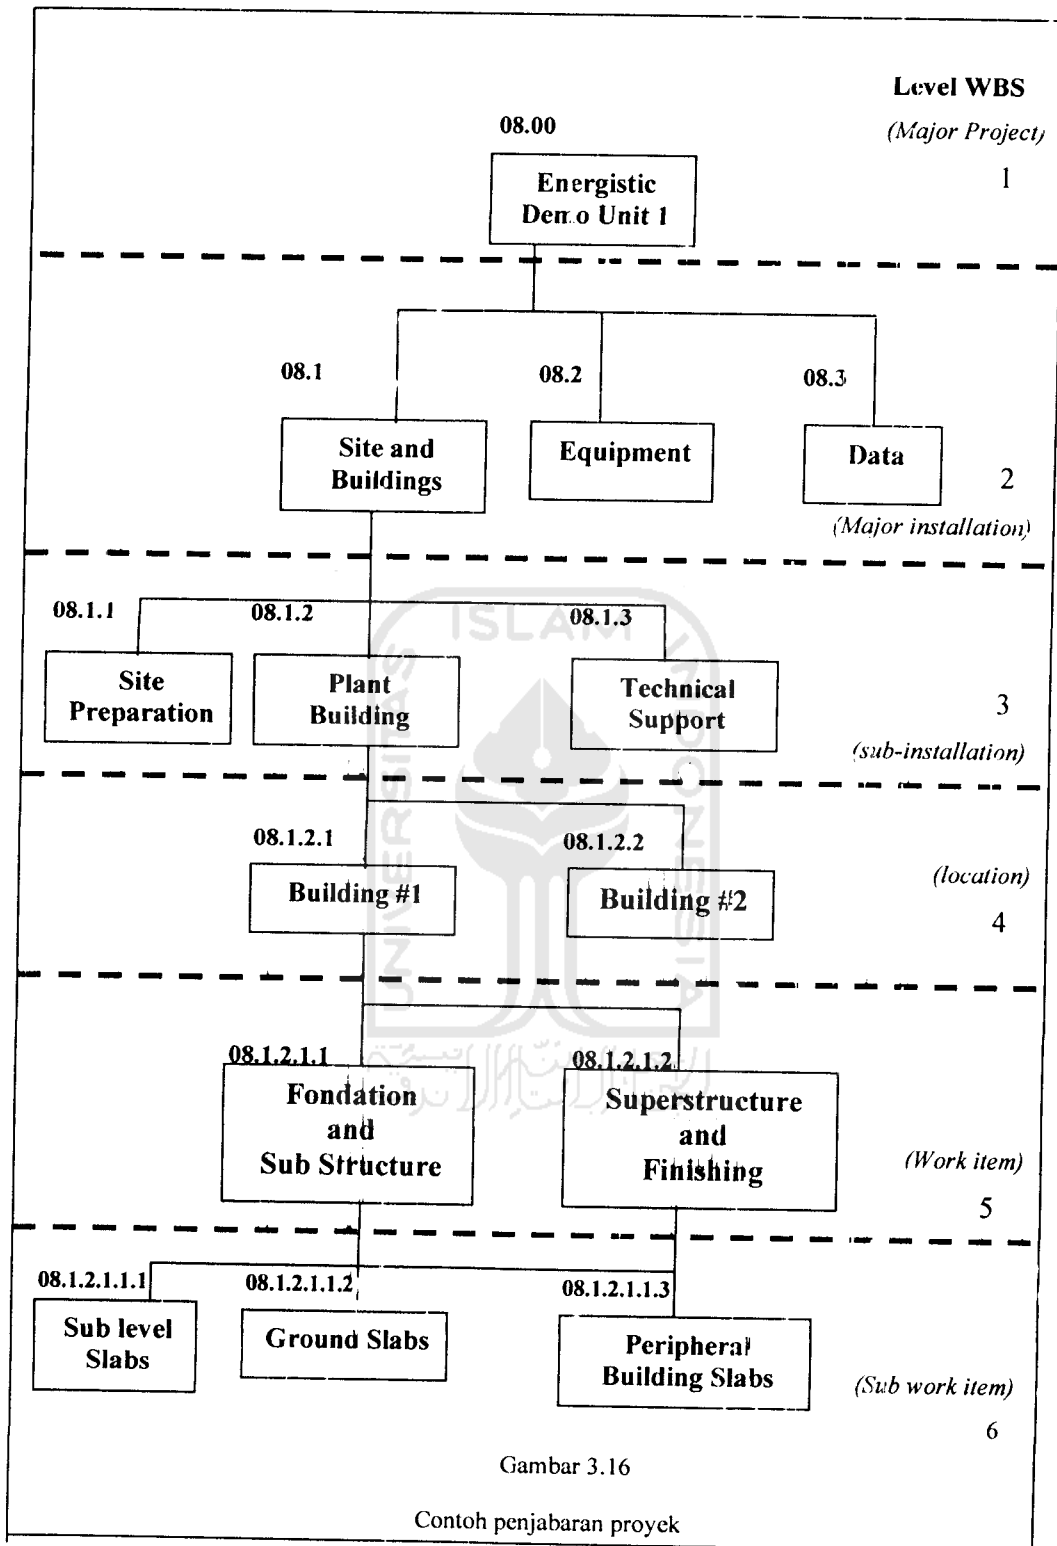 Level WBS
08.00
(Major Project)
1
Energistic
Demo Unit 1
08.1
08.2
08.3
Site and
Buildings
Equipment
Data
2
(Major installation)
08.1.1
08.1.2
08.1.3
ISLAM
UNIVERSITAS
INDONESIA
Site
Preparation
Plant
Building
Technical
Support
3
(sub-installation)
08.1.2.1
08.1.2.2
Building #1
Building #2
(location)
4
08.1.2.1.1
08.1.2.1.2
Fondation
and
Sub Structure
Superstructure
and
Finishing
(Work item)
5
08.1.2.1.1.1
08.1.2.1.1.2
08.1.2.1.1.3
Sub level
Slabs
Ground Slabs
Peripheral
Building Slabs
(Sub work item)
6
Gambar 3.16
Contoh penjabaran proyek